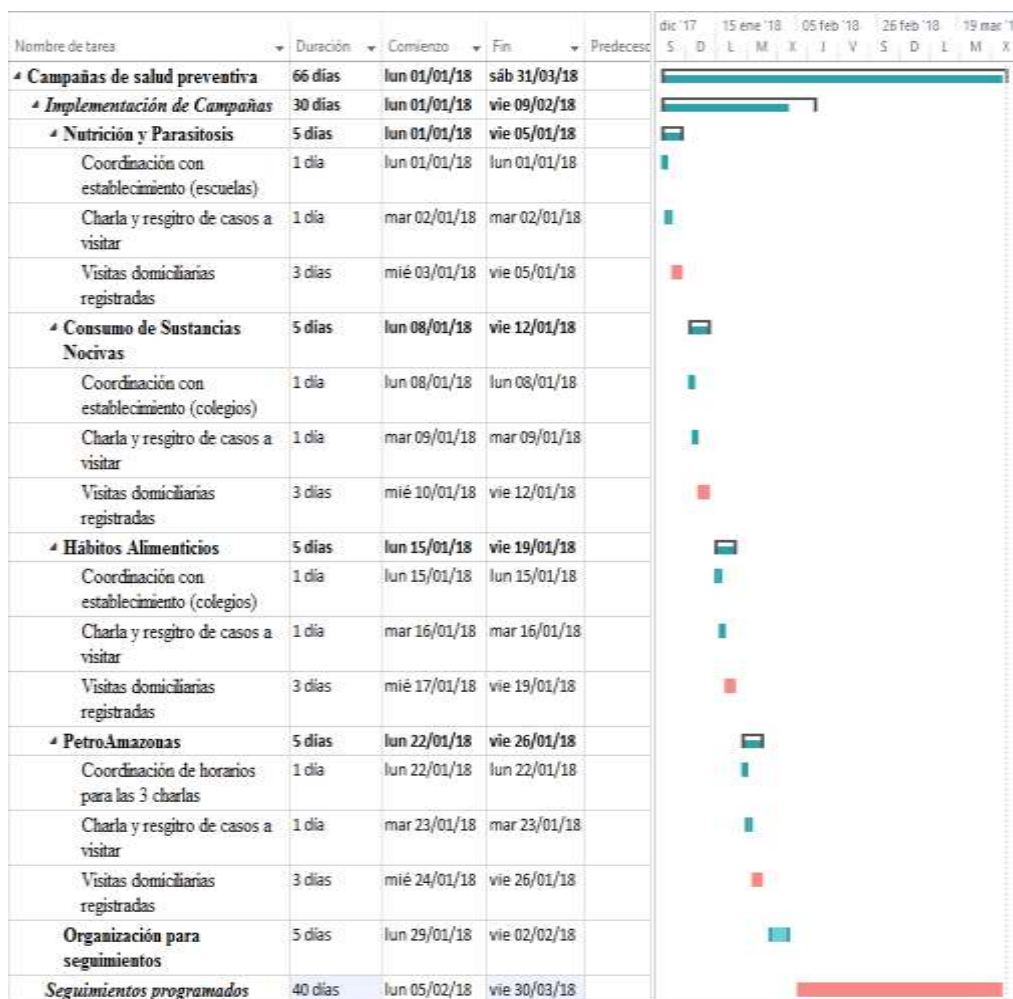 dic '17 15 ene '18 05 feb '18 26 feb '18 19 mar '1
Nombre de tarea Duración Comienzo Fin Predecesc S D L M X J V S D L M X
Campañas de salud preventiva 66 días lun 01/01/18 sáb 31/03/18
Implementación de Campañas 30 días lun 01/01/18 vie 09/02/18
Nutrición y Parasitosis 5 días lun 01/01/18 vie 05/01/18
Coordinación con 1 día lun 01/01/18 lun 01/01/18
establecimiento (escuelas)
Charla y resgitro de casos a 1 día mar 02/01/18 mar 02/01/18
visitar
Visitas domiciliarias 3 días mié 03/01/18 vie 05/01/18
registradas
Consumo de Sustancias 5 días lun 08/01/18 vie 12/01/18
Nocivas
Coordinación con 1 día lun 08/01/18 lun 08/01/18
establecimiento (colegios)
Charla y resgitro de casos a 1 día mar 09/01/18 mar 09/01/18
visitar
Visitas domiciliarias 3 días mié 10/01/18 vie 12/01/18
registradas
Hábitos Alimenticios 5 días lun 15/01/18 vie 19/01/18
Coordinación con 1 día lun 15/01/18 lun 15/01/18
establecimiento (colegios)
Charla y resgitro de casos a 1 día mar 16/01/18 mar 16/01/18
visitar
Visitas domiciliarias 3 días mié 17/01/18 vie 19/01/18
registradas
PetroAmazonas 5 días lun 22/01/18 vie 26/01/18
Coordinación de horarios 1 día lun 22/01/18 lun 22/01/18
para las 3 charlas
Charla y resgitro de casos a 1 día mar 23/01/18 mar 23/01/18
visitar
Visitas domiciliarias 3 días mié 24/01/18 vie 26/01/18
registradas
Organización para 5 días lun 29/01/18 vie 02/02/18
seguimientos
Seguimientos programados 40 días lun 05/02/18 vie 30/03/18